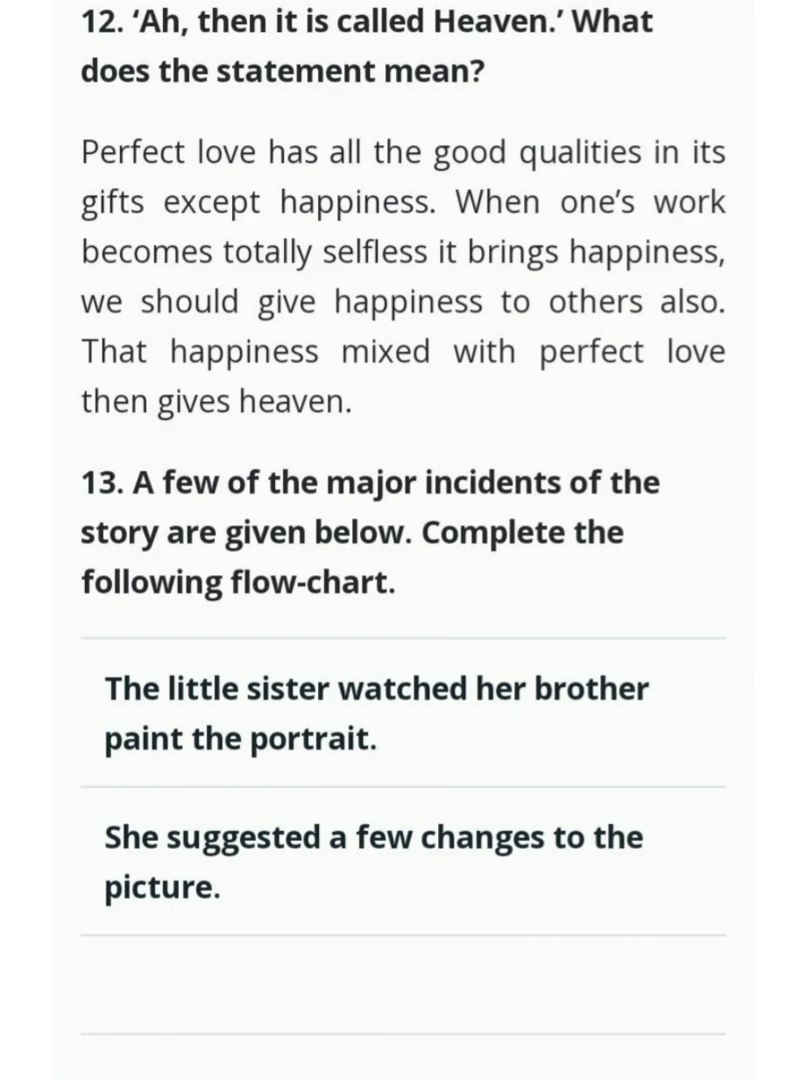 12. ‘Ah, then it is called Heaven.’ What
does the statement mean?
Perfect love has all the good qualities in its
gifts except happiness. When one’s work
becomes totally selfless it brings happiness,
we should give happiness to others also.
That happiness mixed with perfect love
then gives heaven.
13. A few of the major incidents of the
story are given below. Complete the
following flow-chart.
The little sister watched her brother
paint the portrait.
She suggested a few changes to the
picture.